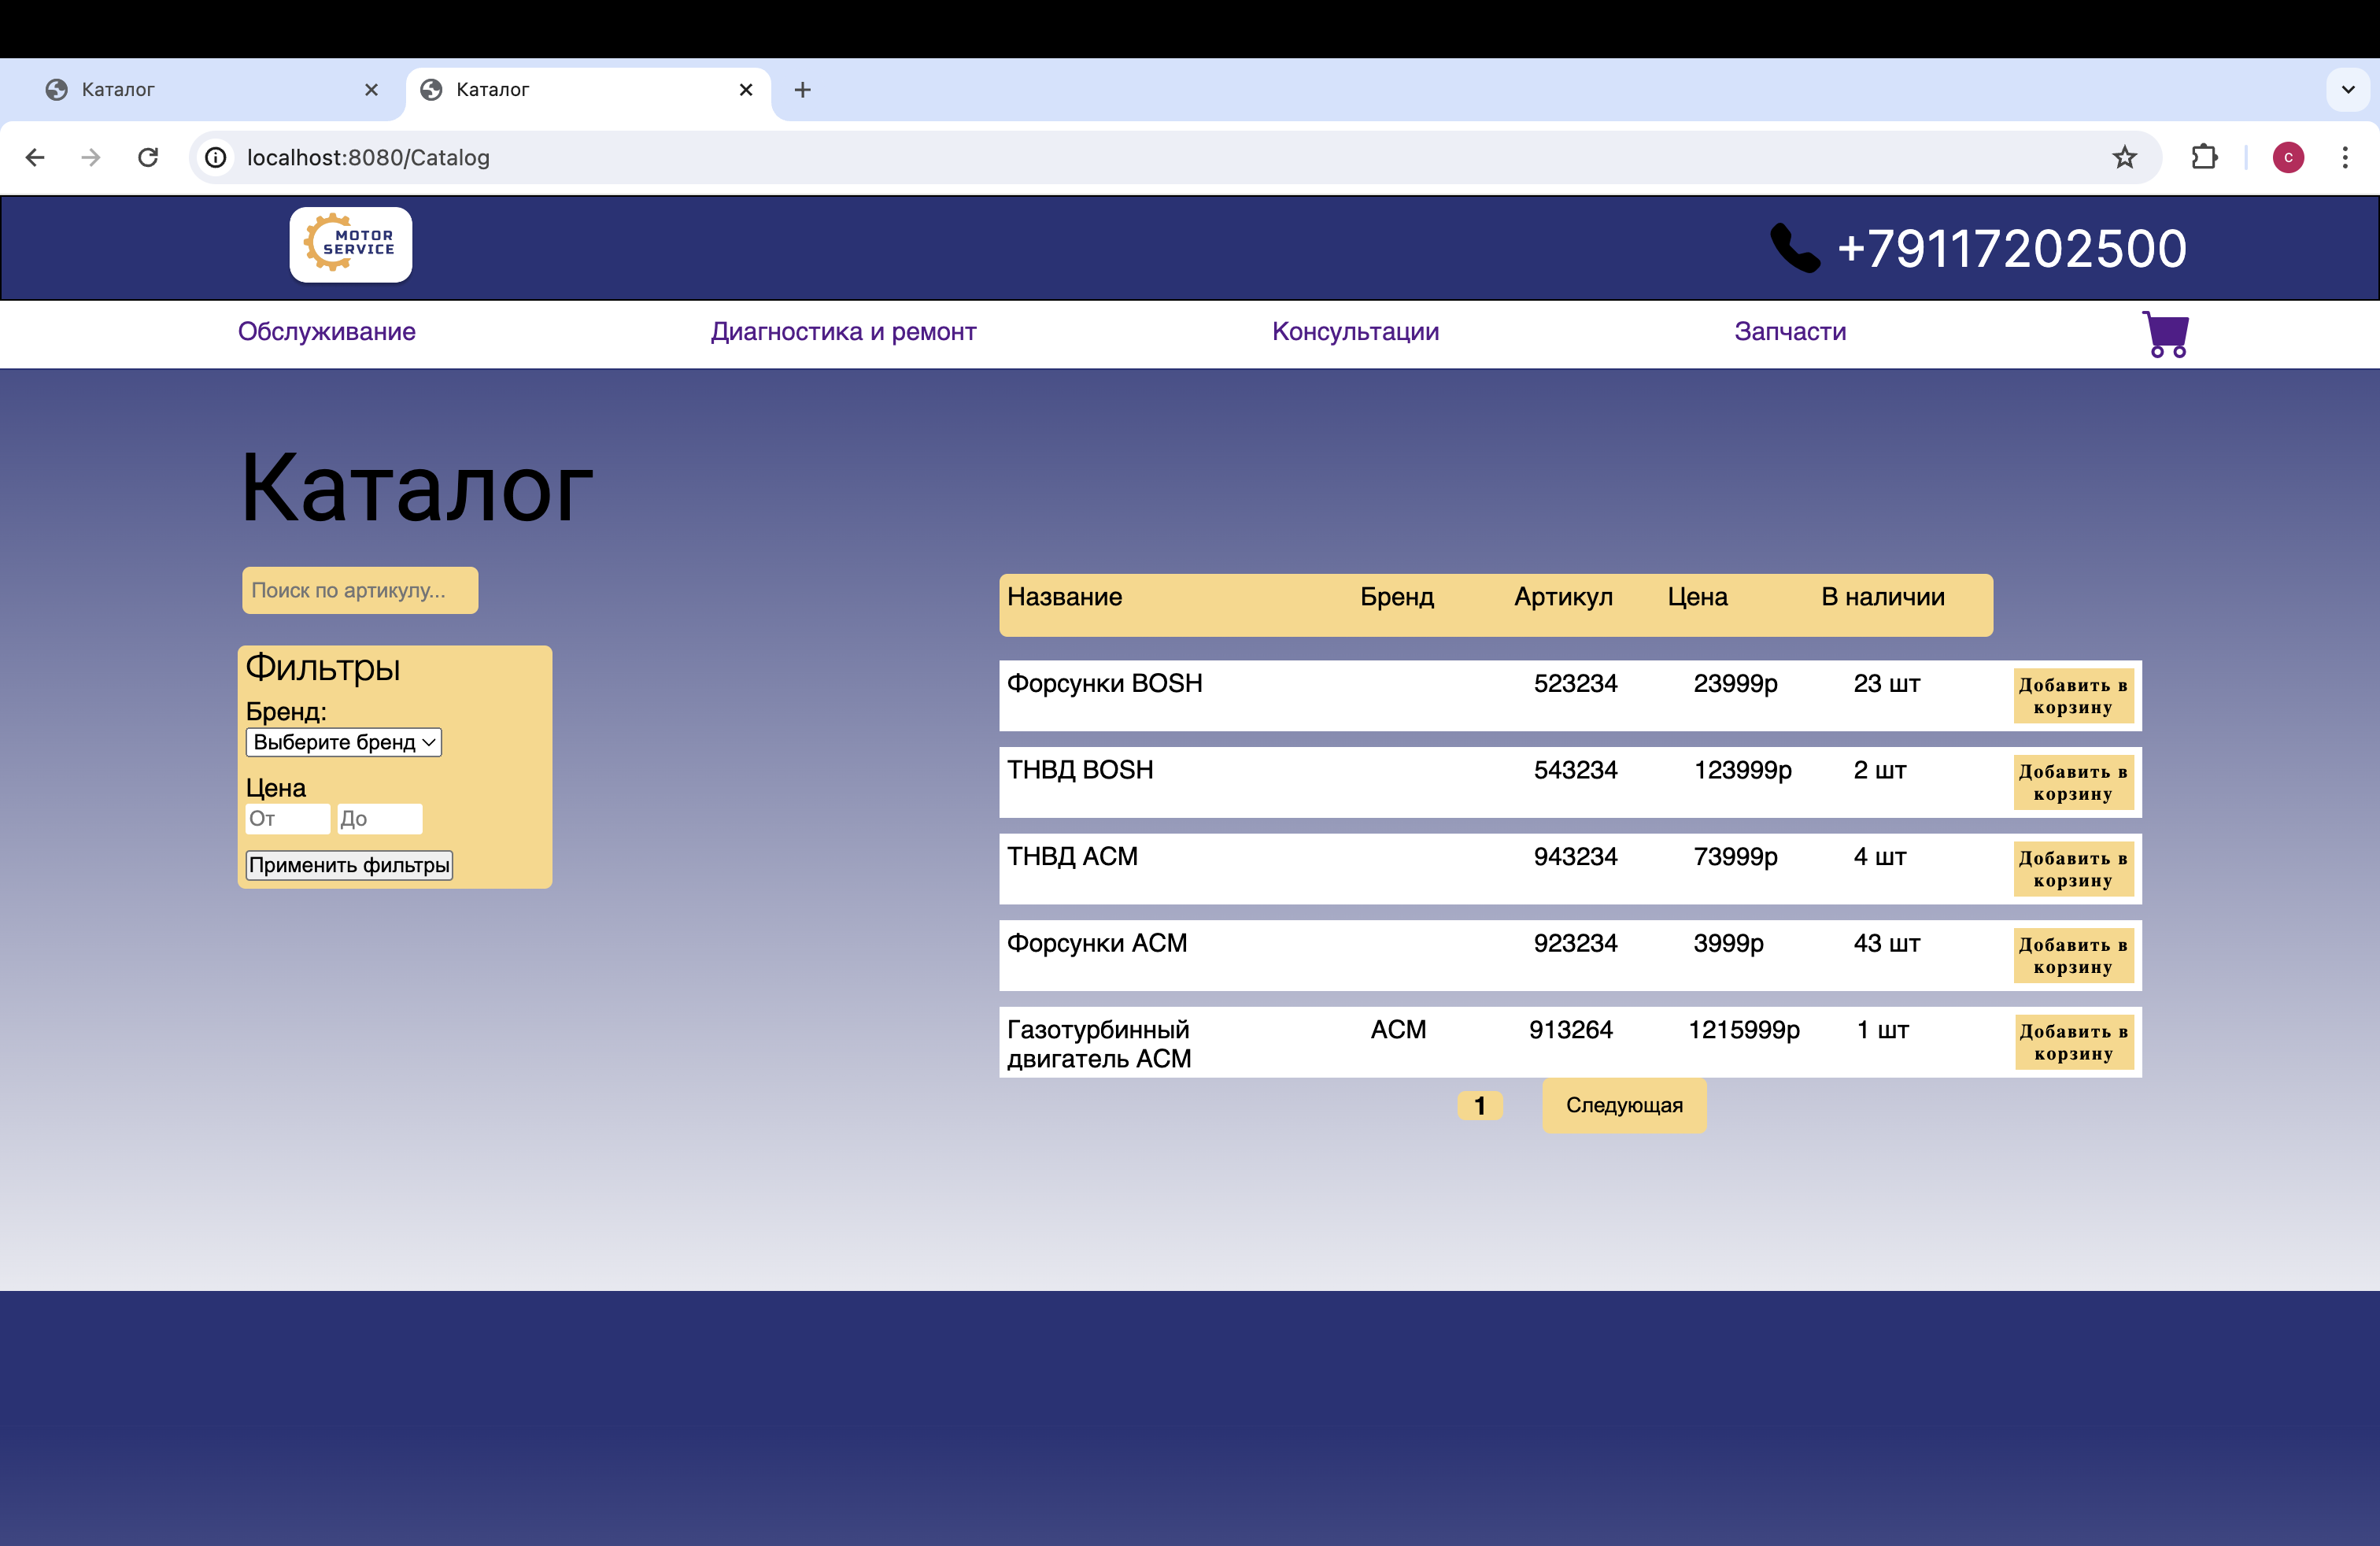 Каталог
Каталог
localhost:8080/Catalog
C
MOTOR
SERVICE
+79117202500
Обслуживание
Диагностика и ремонт
Консультации
Запчасти
Каталог
Поиск по артикулу...
Фильтры
Бренд:
Выберите бренд
Цена
От
До
Применить фильтры
Название Бренд Артикул Цена В наличии
Форсунки BOSH 523234 23999р 23 шт
Добавить в
корзину
ТНВД BOSH 543234 123999р 2 шт
Добавить в
корзину
ТНВД ACM 943234 73999р 4 шт
Добавить в
корзину
Форсунки ACM 923234 3999р 43 шт
Добавить в
корзину
Газотурбинный
двигатель ACM
ACM 913264 1215999р 1 шт
Добавить в
корзину
1
Следующая